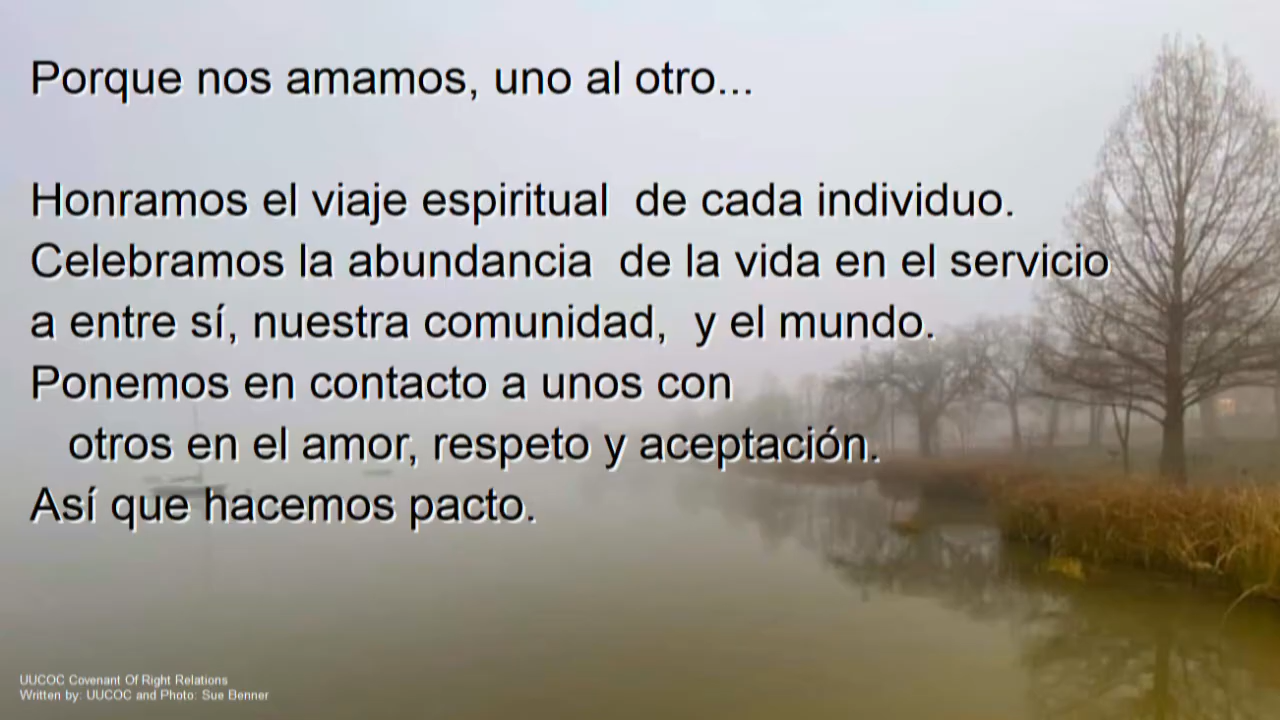 Porque nos amamos, uno al otro...
Honramos el viaje espiritual  de cada individuo.
Celebramos la abundancia  de la vida en el servicio
a entre sí, nuestra comunidad,  y el mundo.
Ponemos en contacto a unos con
otros en el amor, respeto y aceptación.
Así que hacemos pacto.
UUCOC Covenant Of Right Relations
Written by: UUCOC and Photo: Sue Benner